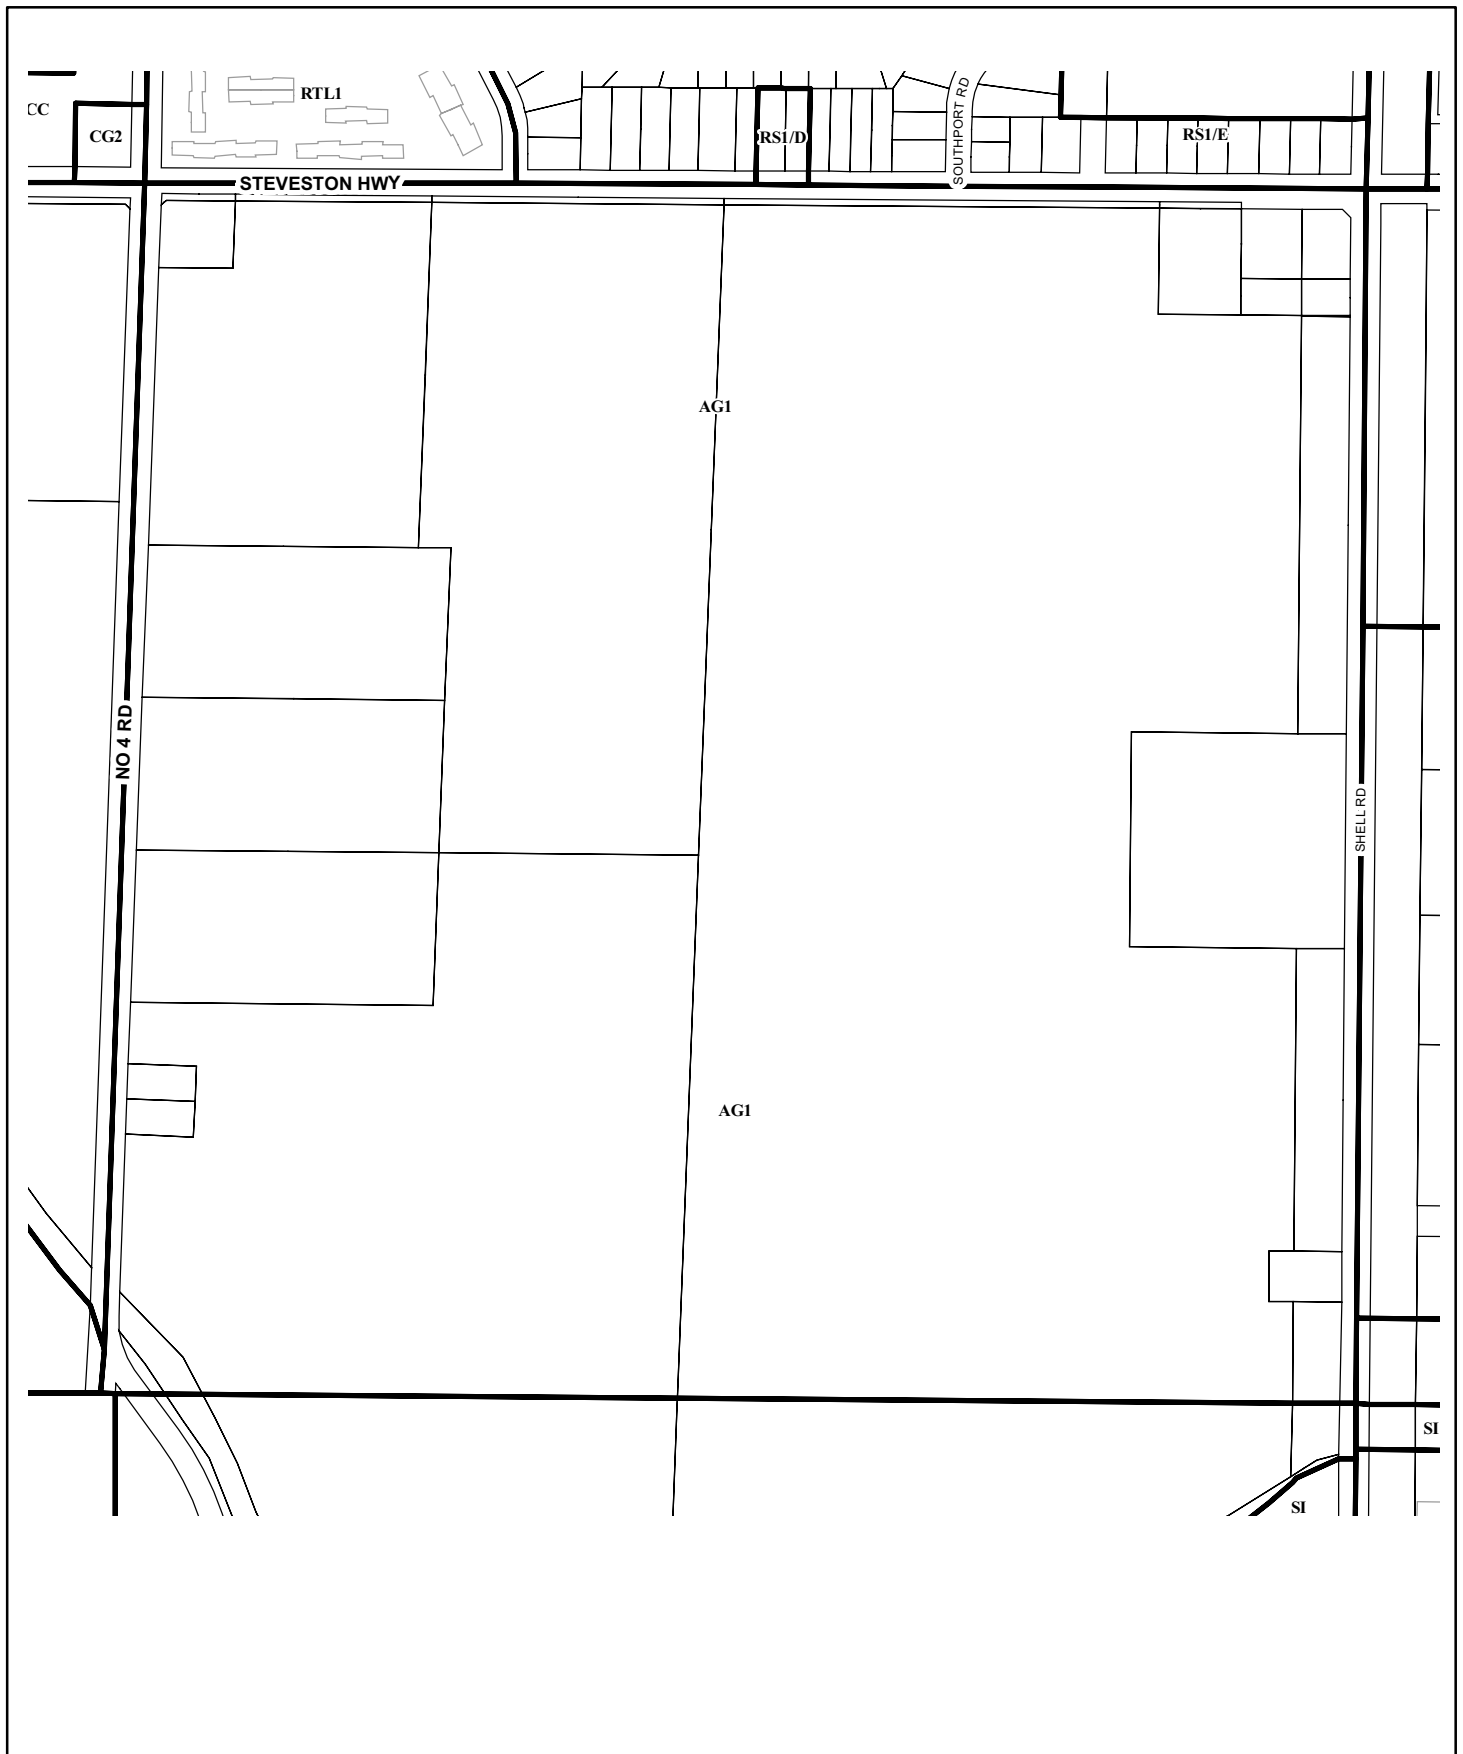 RTL1
CC
CG2
RS1/D
SOUTHPORT RD
RS1/E
STEVESTON HWY
AG1
NO 4 RD
SHELL RD
AG1
SI
SI